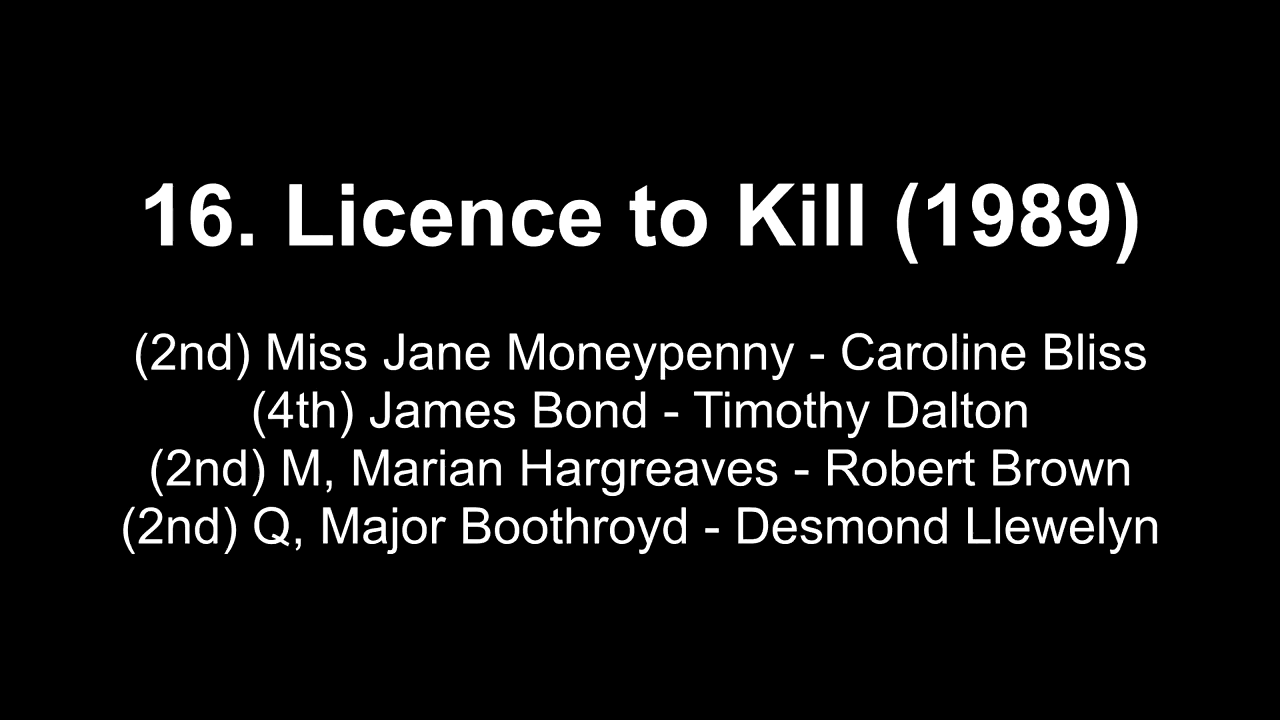 16. Licence to Kill (1989)
(2nd) Miss Jane Moneypenny - Caroline Bliss
(4th) James Bond - Timothy Dalton
(2nd) M, Marian Hargreaves - Robert Brown
(2nd) Q, Major Boothroyd - Desmond Llewelyn